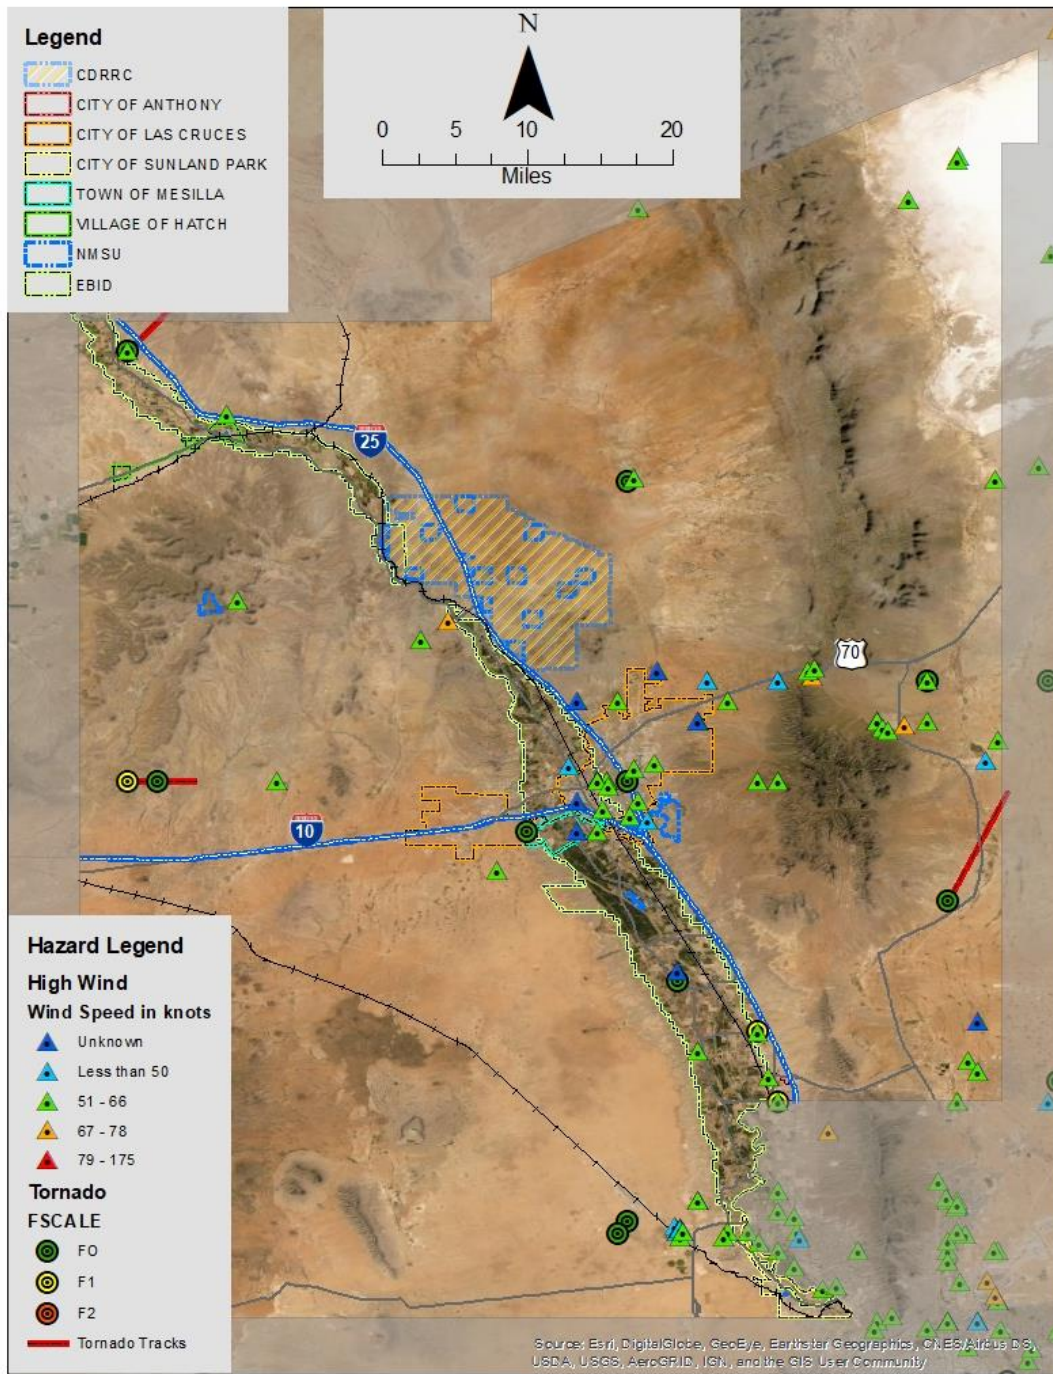 Legend
CDRRC
CITY OF ANTHONY
CITY OF LAS CRUCES
CITY OF SUNLAND PARK
TOWN OF MESILLA
VILLAGE OF HATCH
NMSU
EBID
N
0 5 10 20
Miles
25
70
10
Hazard Legend
High Wind
Wind Speed in knots
Unknown
Less than 50
51 - 66
67 - 78
79 - 175
Tornado
FSCALE
F0
F1
F2
Tornado Tracks
Source: Esri, DigitalGlobe, GeoEye, Earthstar Geographics, CNES/Airbus DS,
USDA, USGS, AeroGRID, IGN, and the GIS User Community